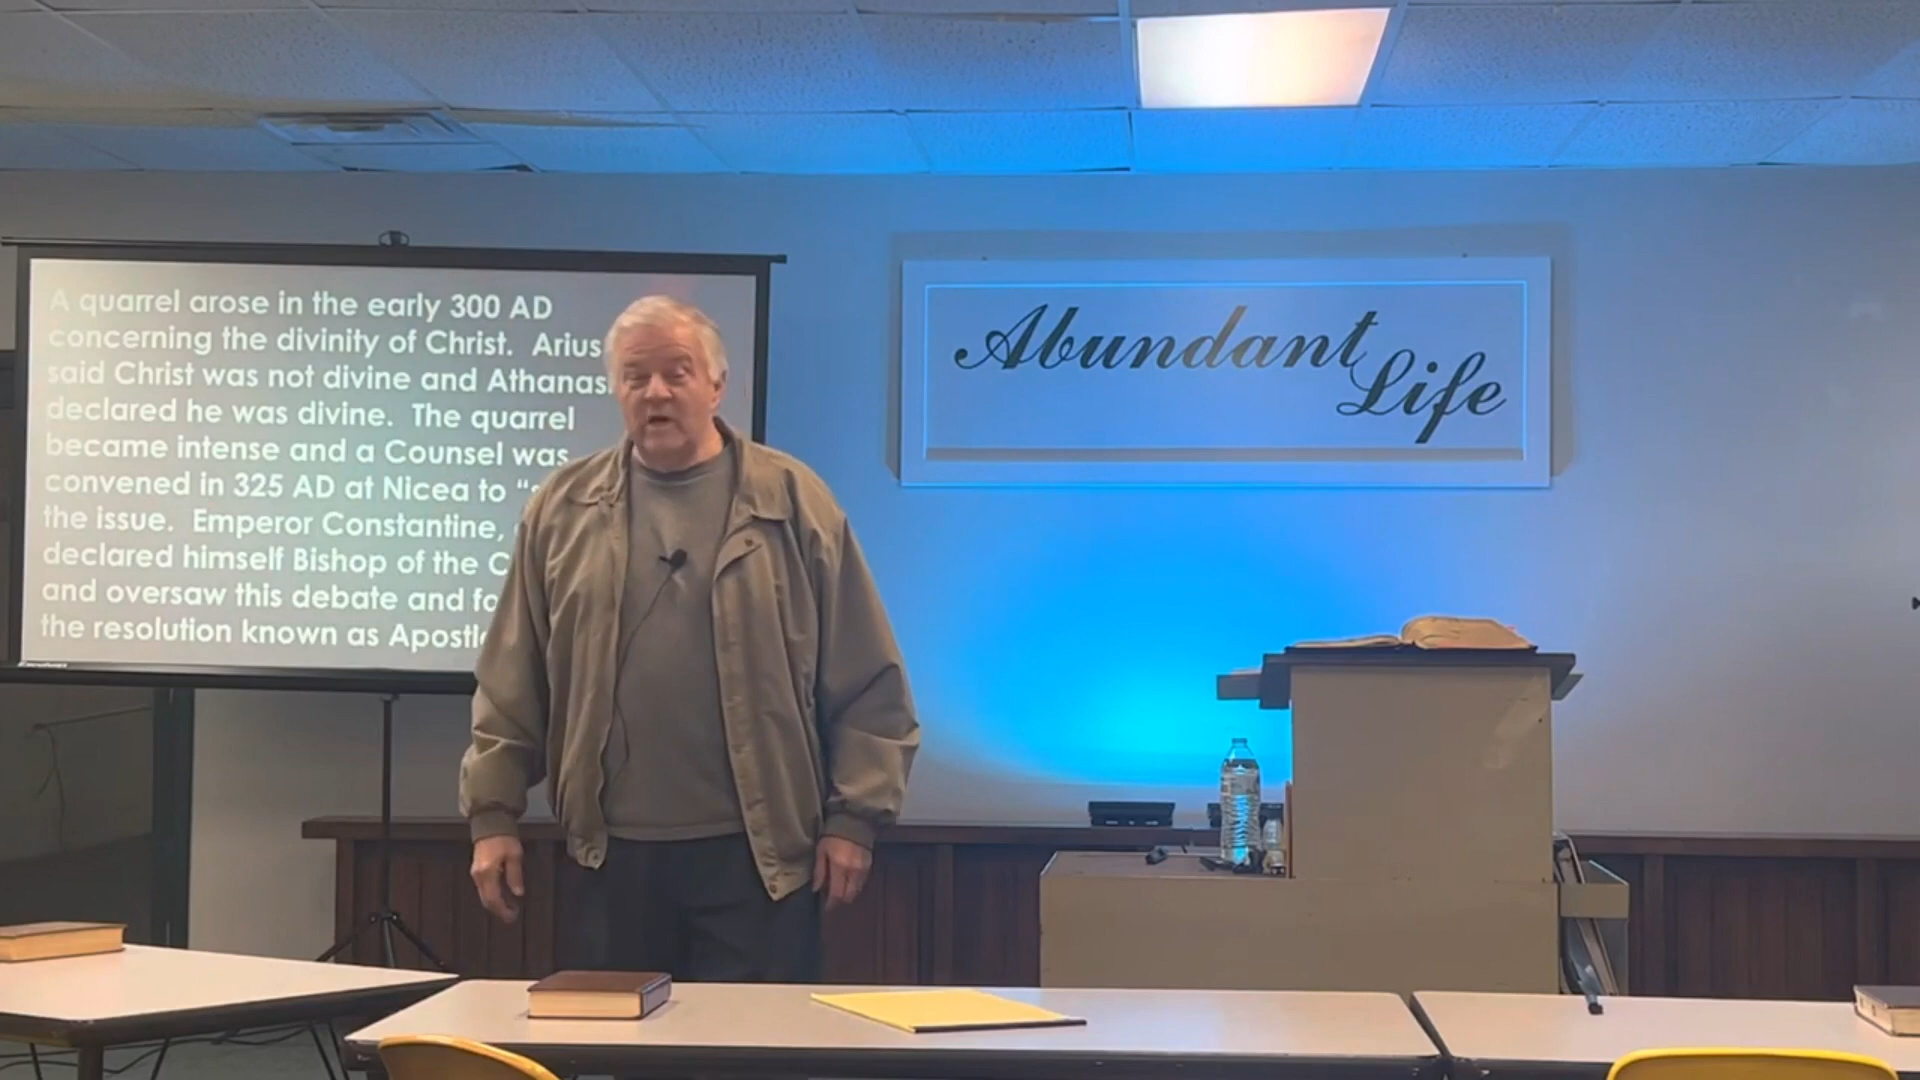 A quarrel arose in the early 300 AD
concerning the divinity of Christ. Arius
said Christ was not divine and Athanas
declared he was divine. The quarrel
became intense and a Counsel was
convened in 325 AD at Nicea to "
the issue. Emperor Constantine,
declared himself Bishop of the C
and oversaw this debate and fo
the resolution known as Apostl
Abundant
Life